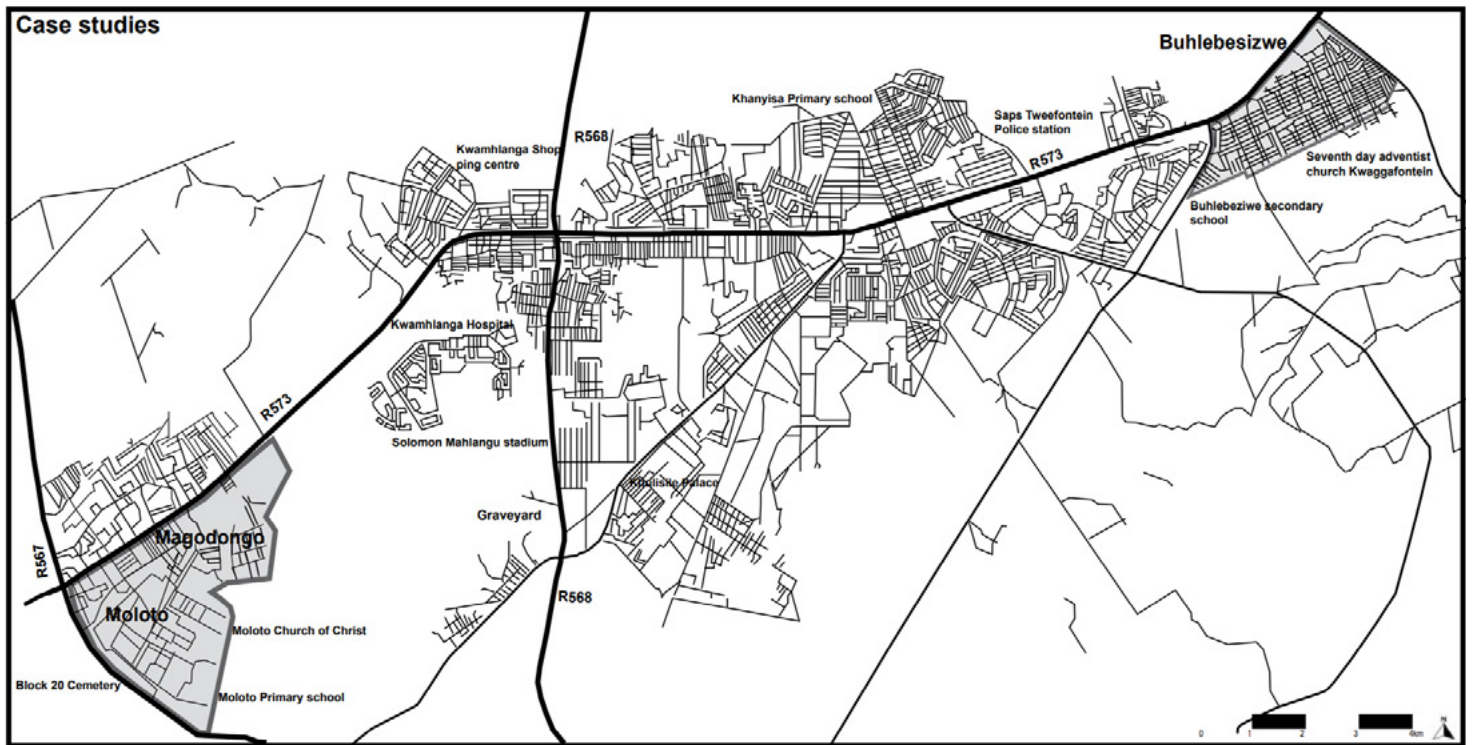 Case studies
Buhlebesizwe
Khanyisa Primary school
R568
Saps Tweefontein
Police station
Kwamhlanga Shop
ping centre
R573
Seventh day adventist
church Kwaggafontein
Buhlebeziwe secondary
school
Kwamhlanga Hospital
R573
Solomon Mahlangu stadium
Graveyard
Magodongo
R567
R568
Moloto
Moloto Church of Christ
Block 20 Cemetery
Moloto Primary school
N
0 1 2 3 4km